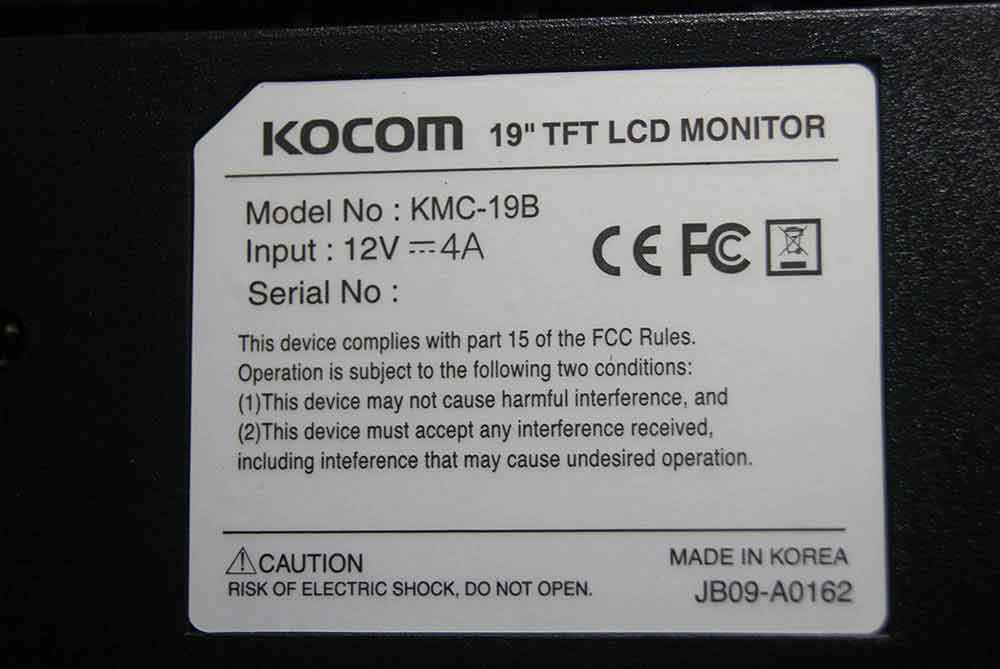 KOCOM 19" TFT LCD MONITOR
Model No : KMC-19B
Input : 12V ⎓ 4A
Serial No :
CE FC
This device complies with part 15 of the FCC Rules.
Operation is subject to the following two conditions:
(1)This device may not cause harmful interference, and
(2)This device must accept any interference received,
including inteference that may cause undesired operation.
CAUTION
RISK OF ELECTRIC SHOCK, DO NOT OPEN.
MADE IN KOREA
JB09-A0162